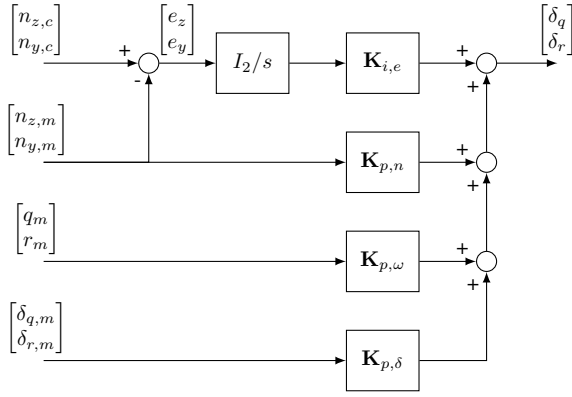 [n_{z,c} n_{y,c}]
[e_z e_y]
[δ_q δ_r]
+
-
I_2/s
K_{i,e}
+
+
[n_{z,m} n_{y,m}]
K_{p,n}
+
+
[q_m r_m]
K_{p,ω}
+
+
[δ_{q,m} δ_{r,m}]
K_{p,δ}